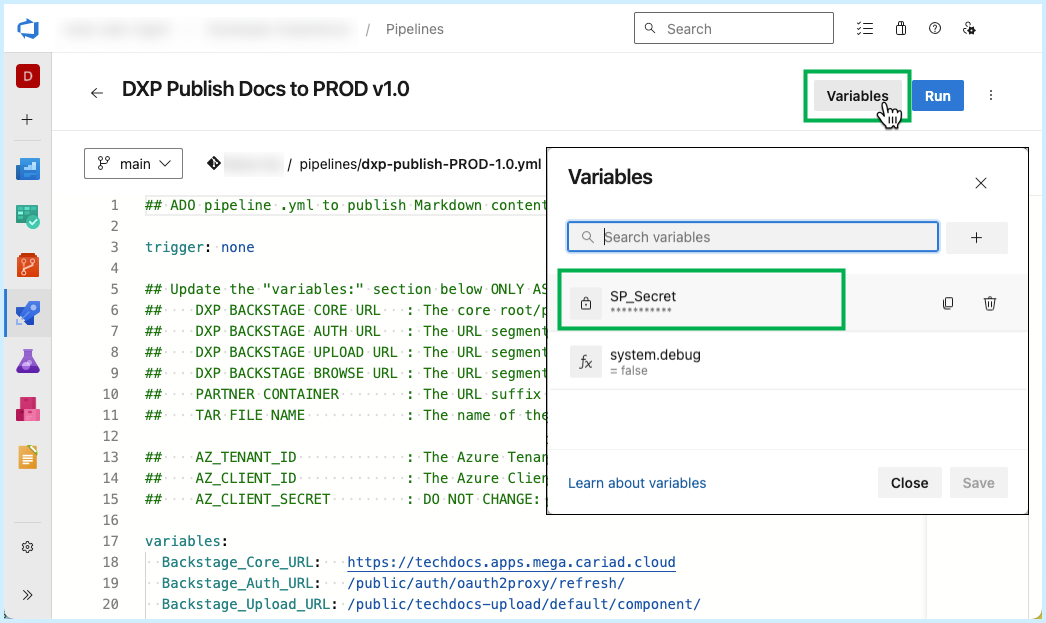 / Pipelines
Search
D
DXP Publish Docs to PROD v1.0
Variables
Run
main
/ pipelines/dxp-publish-PROD-1.0.yml
1 ## ADO pipeline .yml to publish Markdown content
2
3 trigger: none
4
5 ## Update the "variables:" section below ONLY AS
6 ## DXP BACKSTAGE CORE URL : The core root/
7 ## DXP BACKSTAGE AUTH URL : The URL segment
8 ## DXP BACKSTAGE UPLOAD URL : The URL segment
9 ## DXP BACKSTAGE BROWSE URL : The URL segment
10 ## PARTNER CONTAINER : The URL suffix
11 ## TAR FILE NAME : The name of the
12
13 ## AZ_TENANT_ID : The Azure Tenan
14 ## AZ_CLIENT_ID : The Azure Clien
15 ## AZ_CLIENT_SECRET : DO NOT CHANGE:
16
17 variables:
18 Backstage_Core_URL: https://techdocs.apps.mega.cariad.cloud
19 Backstage_Auth_URL: /public/auth/oauth2proxy/refresh/
20 Backstage_Upload_URL: /public/techdocs-upload/default/component/
Variables
Search variables
SP_Secret
***********
fx system.debug
= false
Learn about variables
Close
Save